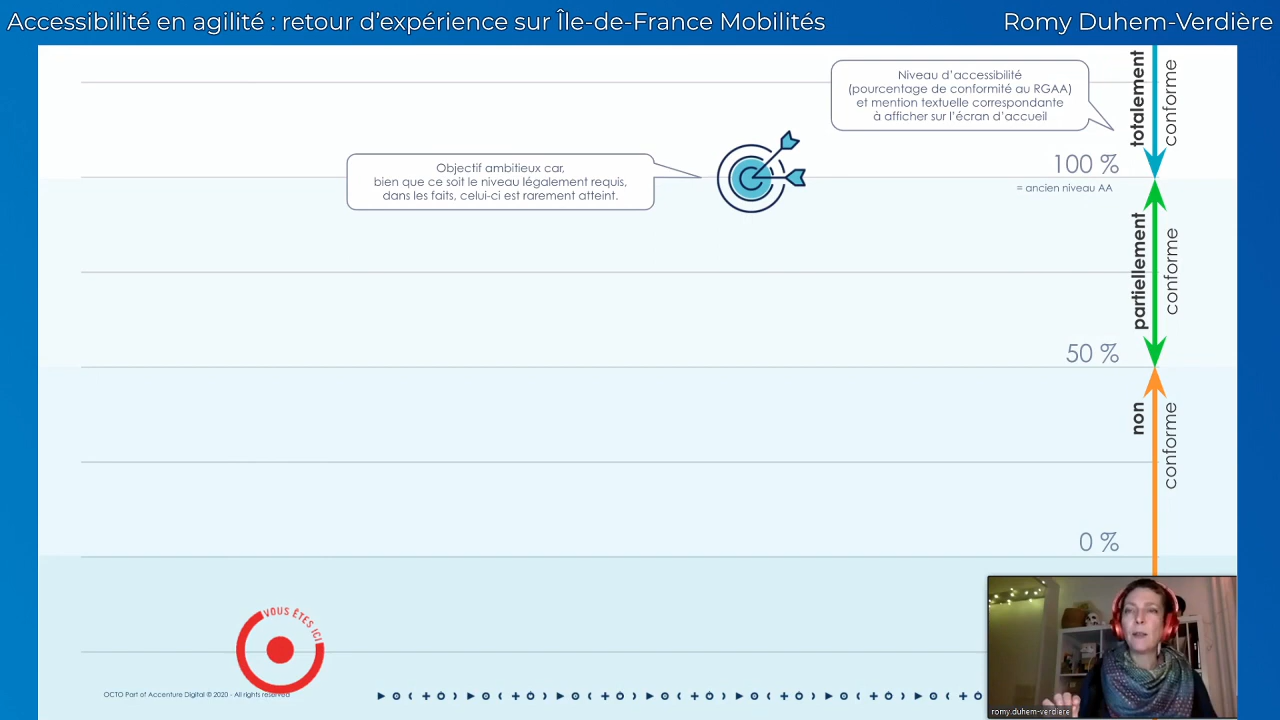 Accessibilité en agilité : retour d’expérience sur Île-de-France Mobilités
Romy Duhem-Verdière
Niveau d’accessibilité
(pourcentage de conformité au RGAA)
et mention textuelle correspondante
à afficher sur l’écran d’accueil
totalement
conforme
Objectif ambitieux car,
bien que ce soit le niveau légalement requis,
dans les faits, celui-ci est rarement atteint.
100 %
= ancien niveau AA
partiellement
conforme
50 %
non
conforme
0 %
VOUS ÊTES ICI
OCTO Part of Accenture Digital © 2020 - All rights reserved
romy.duhem-verdiere